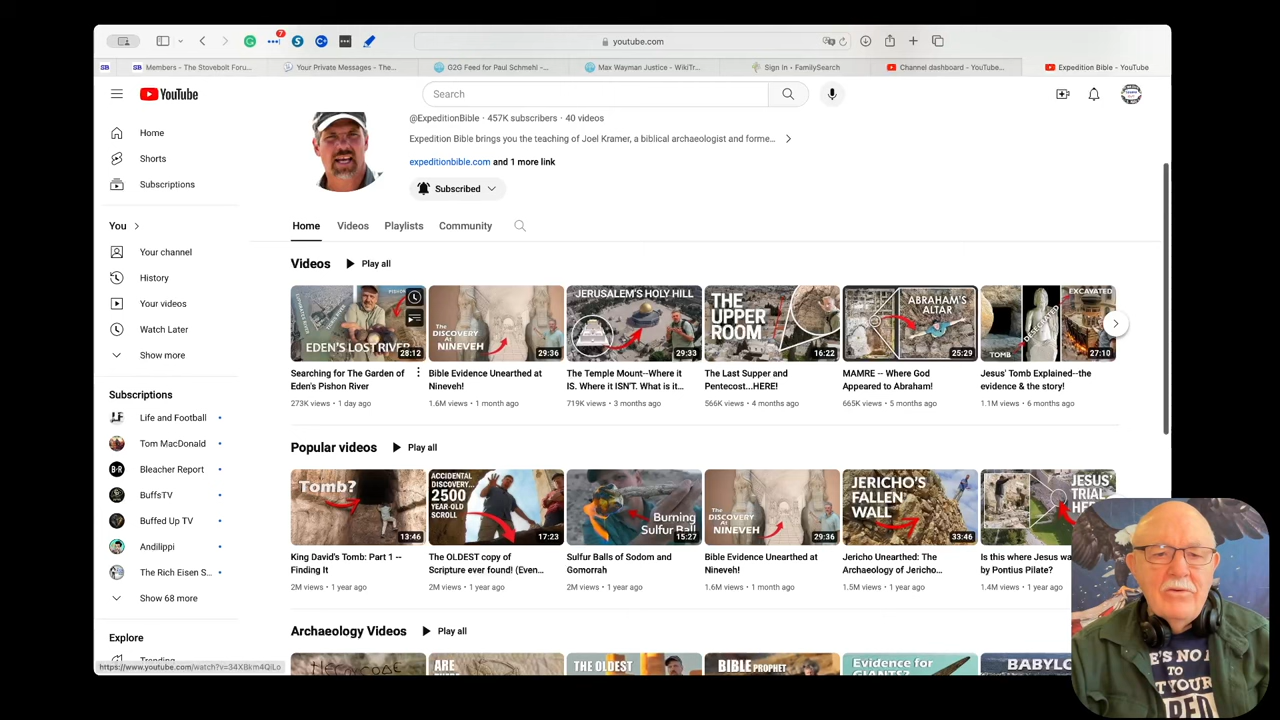 7
youtube.com
SB
SB Members - The Stovebolt Foru...
Your Private Messages - The...
G2G Feed for Paul Schmehl -...
Max Wayman Justice - WikiTr...
Sign In • FamilySearch
Channel dashboard - YouTube...
Expedition Bible - YouTube
YouTube
Search
@ExpeditionBible • 457K subscribers • 40 videos
Expedition Bible brings you the teaching of Joel Kramer, a biblical archaeologist and forme...
expeditionbible.com and 1 more link
Subscribed
Home
Shorts
Subscriptions
You
Your channel
History
Your videos
Watch Later
Show more
Subscriptions
Life and Football
Tom MacDonald
Bleacher Report
B·R
BuffsTV
Buffed Up TV
Andilippi
The Rich Eisen S...
Show 68 more
Explore
Trending
https://www.youtube.com/watch?v=34XBkm4QiLo
Home Videos Playlists Community
Videos Play all
EDEN'S LOST RIVER
28:12
Searching for The Garden of
Eden's Pishon River
273K views • 1 day ago
THE
DISCOVERY
At
NINEVEH
29:36
Bible Evidence Unearthed at
Nineveh!
1.6M views • 1 month ago
JERUSALEM'S HOLY HILL
29:33
The Temple Mount--Where it
IS. Where it ISN'T. What is it...
719K views • 3 months ago
THE
UPPER
ROOM
16:22
The Last Supper and
Pentecost...HERE!
566K views • 4 months ago
ABRAHAM'S
ALTAR
25:29
MAMRE -- Where God
Appeared to Abraham!
665K views • 5 months ago
EXCAVATED
DESECRATED
TOMB
27:10
Jesus' Tomb Explained--the
evidence & the story!
1.1M views • 6 months ago
Popular videos Play all
Tomb?
13:46
King David's Tomb: Part 1 --
Finding It
2M views • 1 year ago
ACCIDENTAL
DISCOVERY...
2500
YEAR-OLD
SCROLL
17:23
The OLDEST copy of
Scripture ever found! (Even...
2M views • 1 year ago
Burning
Sulfur Ball
15:27
Sulfur Balls of Sodom and
Gomorrah
2M views • 1 year ago
THE
DISCOVERY
At
NINEVEH
29:36
Bible Evidence Unearthed at
Nineveh!
1.6M views • 1 month ago
JERICHO'S
FALLEN
WALL
33:46
Jericho Unearthed: The
Archaeology of Jericho...
1.5M views • 1 year ago
JESUS'
TRIAL
Is this where Jesus wa
by Pontius Pilate?
1.4M views • 1 year ago
Archaeology Videos Play all
ARE
THE OLDEST
BIBLE PROPHET
Evidence for
GIANTS?
BABYLO
E'S NO
TO
T YOUR
RED